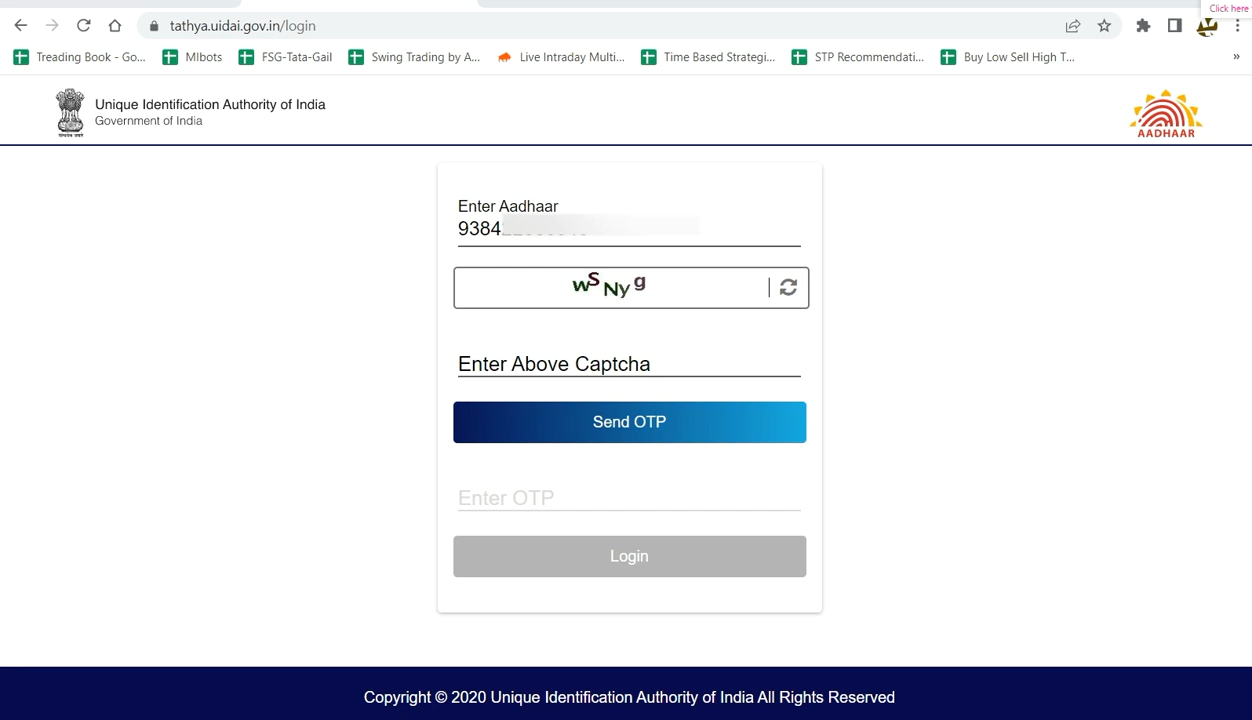 Click here
tathya.uidai.gov.in/login
Treading Book - Go...
MIbots
FSG-Tata-Gail
Swing Trading by A...
Live Intraday Multi...
Time Based Strategi...
STP Recommendati...
Buy Low Sell High T...
»
Unique Identification Authority of India
Government of India
AADHAAR
Enter Aadhaar
9384
wSNyg
Enter Above Captcha
Send OTP
Enter OTP
Login
Copyright © 2020 Unique Identification Authority of India All Rights Reserved